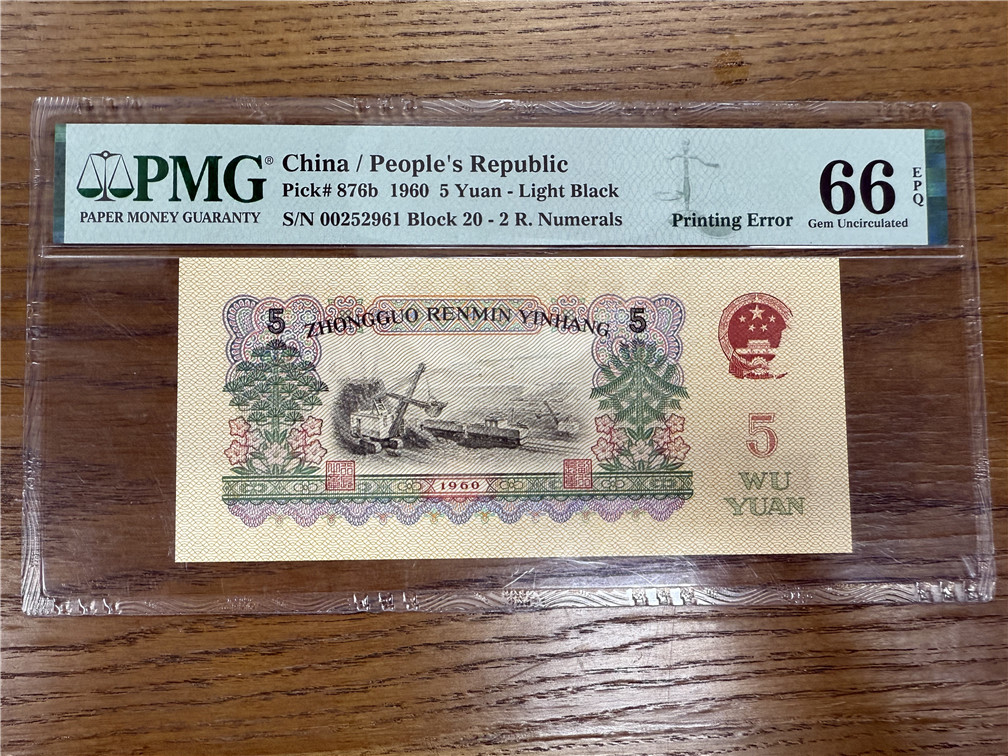 PMG®
PAPER MONEY GUARANTY
China / People's Republic
Pick# 876b 1960 5 Yuan - Light Black
S/N 00252961 Block 20 - 2 R. Numerals
Printing Error
66
EPQ
Gem Uncirculated
5
ZHONGGUO RENMIN YINHANG
5
1960
5
WU
YUAN